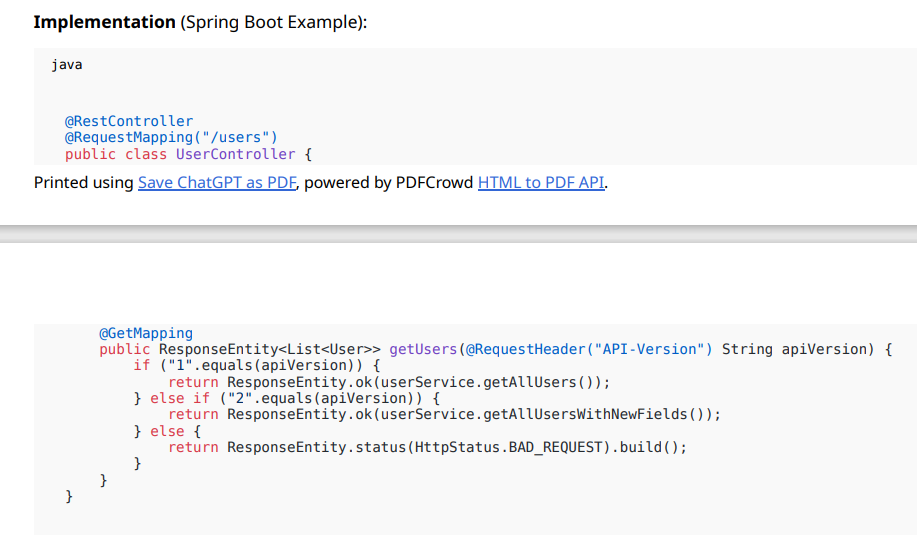 Implementation (Spring Boot Example):
java
@RestController
@RequestMapping("/users")
public class UserController {
Printed using Save ChatGPT as PDF, powered by PDFCrowd HTML to PDF API.
@GetMapping
public ResponseEntity<List<User>> getUsers(@RequestHeader("API-Version") String apiVersion) {
if ("1".equals(apiVersion)) {
return ResponseEntity.ok(userService.getAllUsers());
} else if ("2".equals(apiVersion)) {
return ResponseEntity.ok(userService.getAllUsersWithNewFields());
} else {
return ResponseEntity.status(HttpStatus.BAD_REQUEST).build();
}
}
}